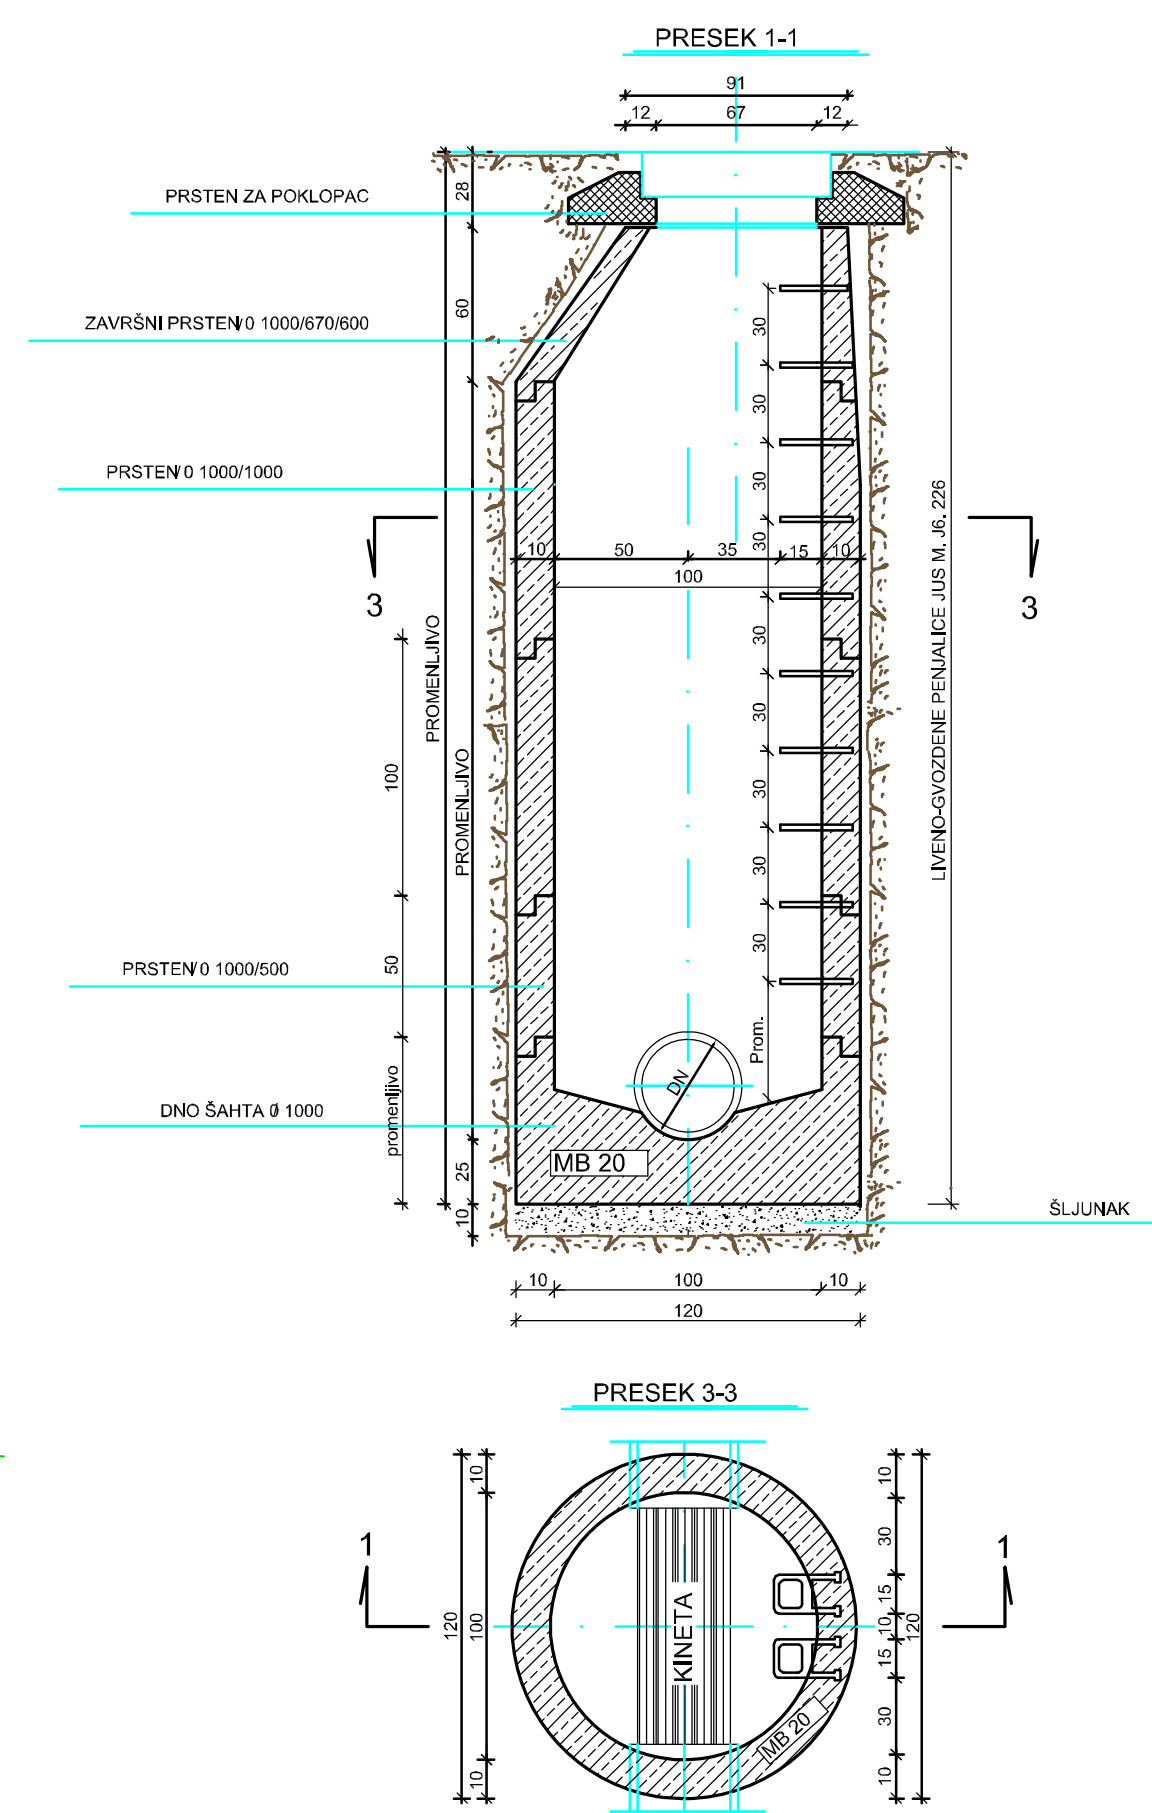 PRESEK 1-1
91
12
67
12
PRSTEN ZA POKLOPAC
28
ZAVRŠNI PRSTEN/0 1000/670/600
60
30
30
PRSTEN/0 1000/1000
30
30
LIVENO-GVOZDENE PENJALICE JUS M. J6. 226
10
50
35
15
10
100
3
3
PROMENLJIVO
PROMENLJIVO
30
30
30
30
30
100
50
PRSTEN/0 1000/500
Prom.
DN
DNO ŠAHTA Ø 1000
promenljivo
MB 20
25
10
ŠLJUNAK
10
100
10
120
PRESEK 3-3
10
10
1
1
30
15
120
100
KINETA
10
120
15
30
MB 20
10
10